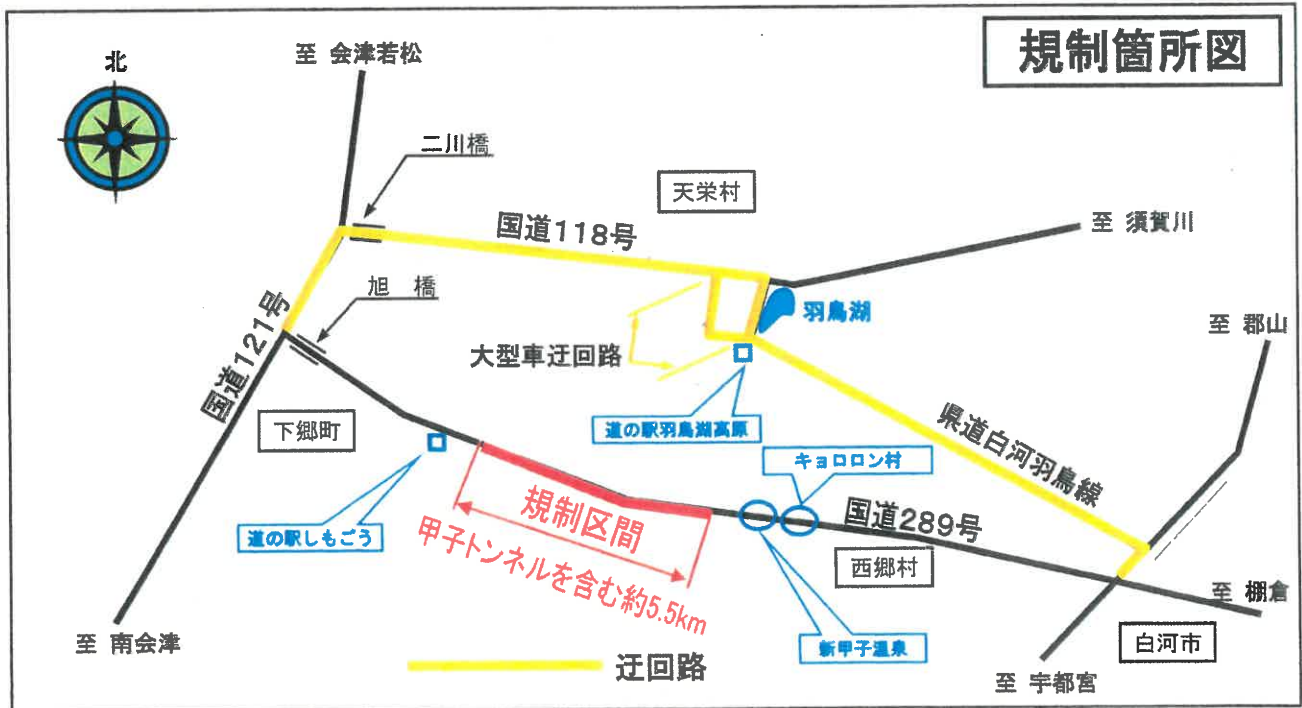 規制箇所図
北
至 会津若松
二川橋
天栄村
国道118号
至 須賀川
旭 橋
羽鳥湖
国道121号
大型車迂回路
至 郡山
下郷町
道の駅羽鳥湖高原
県道白河羽鳥線
キョロロン村
規制区間
国道289号
道の駅しもごう
甲子トンネルを含む約5.5km
西郷村
至 棚倉
新甲子温泉
白河市
至 南会津
迂回路
至 宇都宮